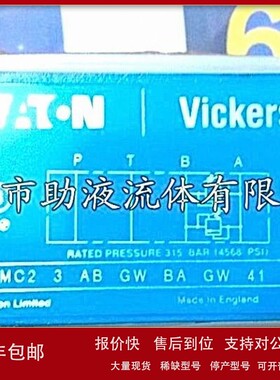 EATON Vickers
P T B A
市助液流体有限
RATED PRESSURE 315 BAR (4568 PSI)
MC2 3 AB GW BA GW 41
Limited Made in England
年包邮
报价快 售后到位 支持对公
大量现货 稀缺型号 停产型号 可开